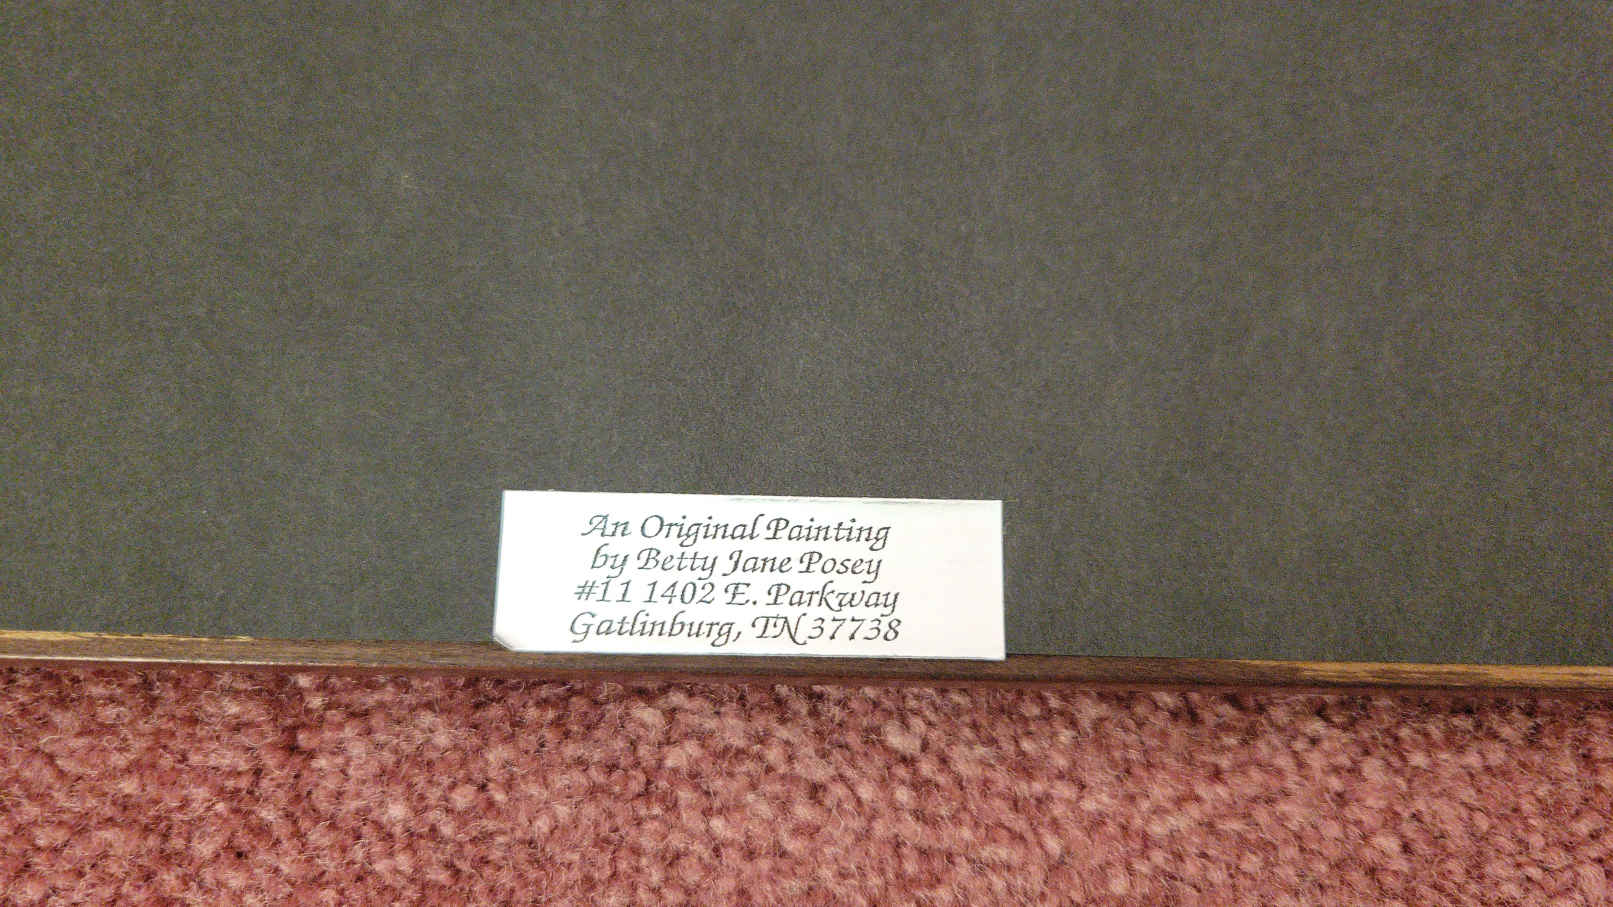 An Original Painting
by Betty Jane Posey
#11 1402 E. Parkway
Gatlinburg, TN 37738